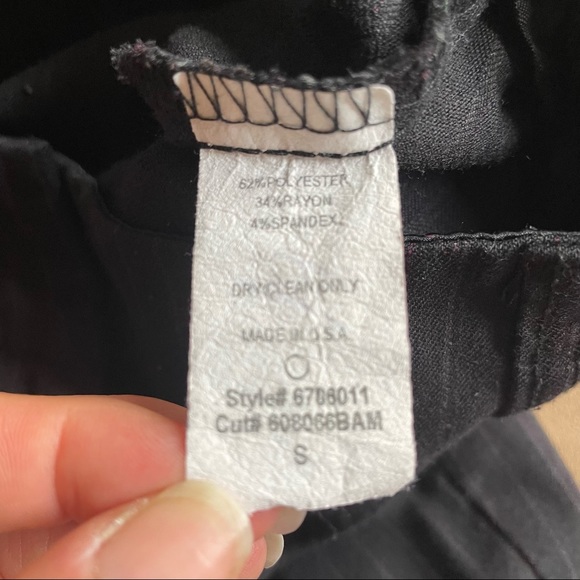 62%POLYESTER
34%RAYON
4%SPANDEX
DRY CLEAN ONLY
MADE IN U.S.A
Style# 6706011
Cut# 608066BAM
S